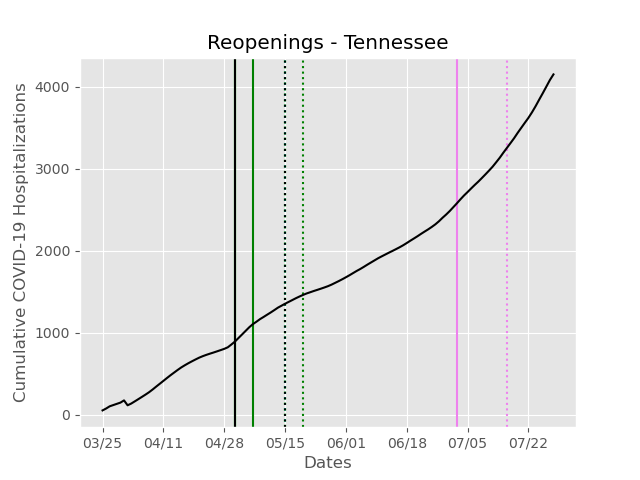 Reopenings - Tennessee
Cumulative COVID-19 Hospitalizations
4000
3000
2000
1000
0
03/25 04/11 04/28 05/15 06/01 06/18 07/05 07/22
Dates